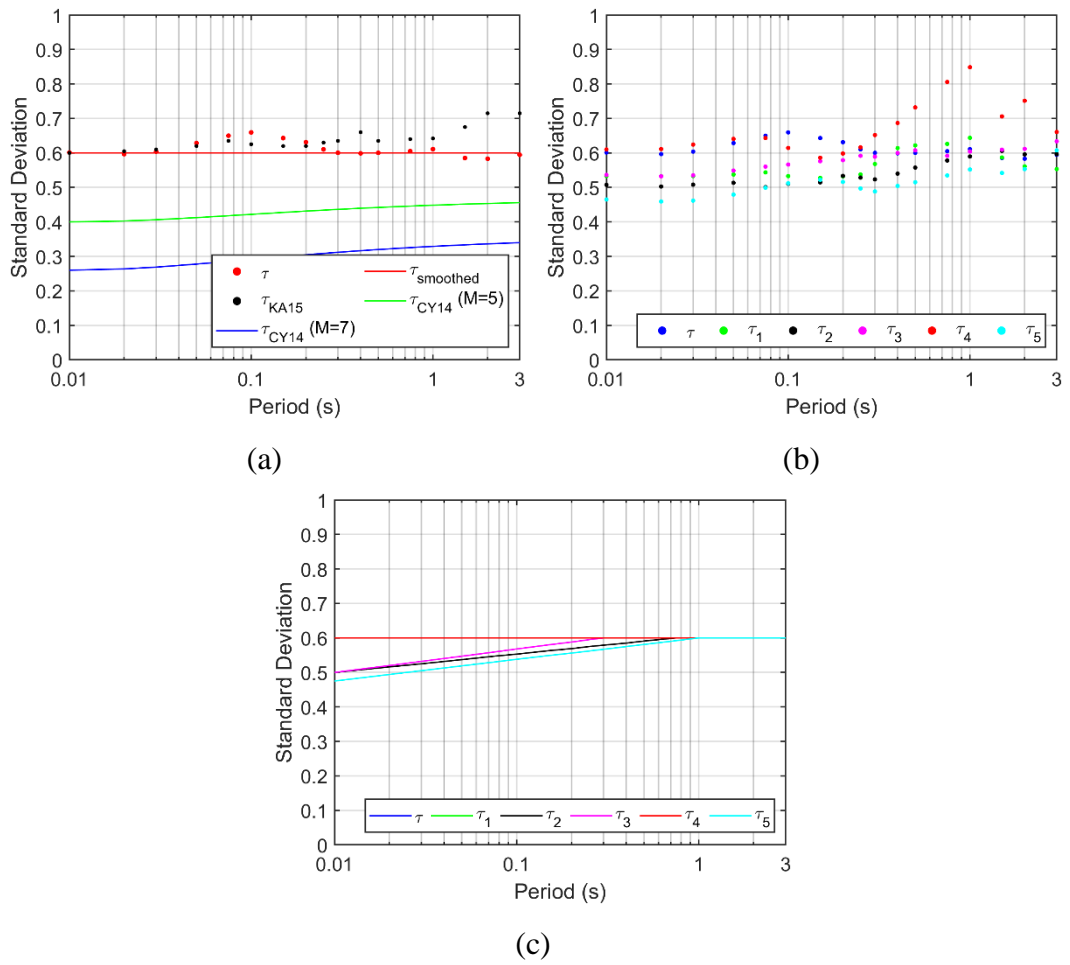 1
0.9
0.8
0.7
0.6
0.5
0.4
0.3
0.2
0.1
0
Standard Deviation
τ
τsmoothed
τKA15
τCY14 (M=5)
τCY14 (M=7)
0.01 0.1 1 3
Period (s)
(a)
1
0.9
0.8
0.7
0.6
0.5
0.4
0.3
0.2
0.1
0
Standard Deviation
τ τ1 τ2 τ3 τ4 τ5
0.01 0.1 1 3
Period (s)
(b)
1
0.9
0.8
0.7
0.6
0.5
0.4
0.3
0.2
0.1
0
Standard Deviation
τ τ1 τ2 τ3 τ4 τ5
0.01 0.1 1 3
Period (s)
(c)